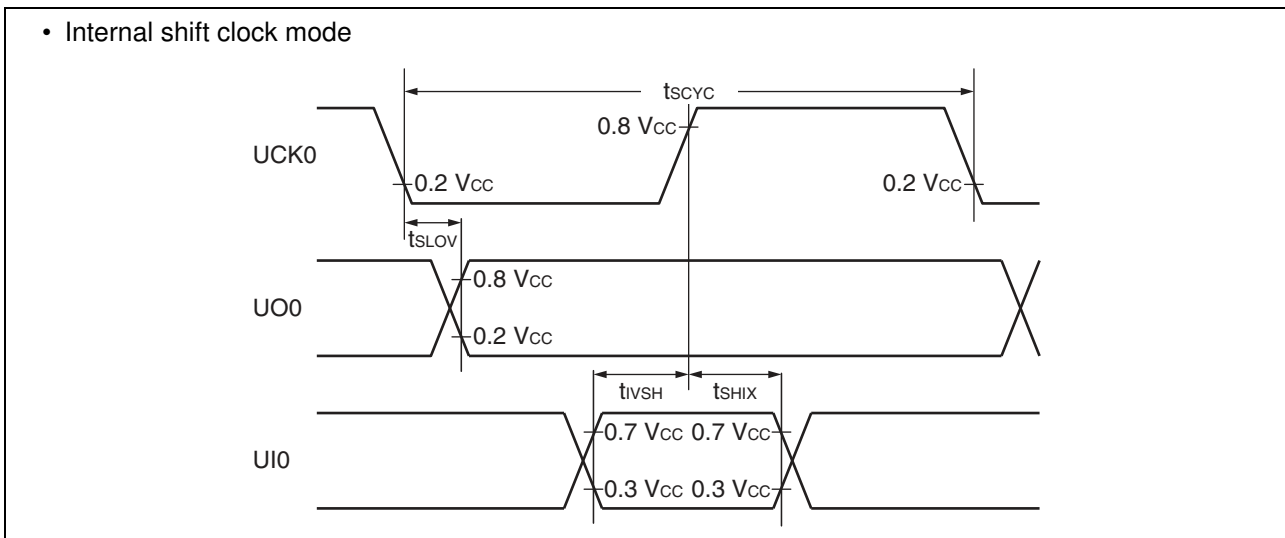 • Internal shift clock mode
tSCYC
0.8 VCC
UCK0
0.2 VCC
0.2 VCC
tSLOV
0.8 VCC
UO0
0.2 VCC
tIVSH
tSHIX
0.7 VCC
0.7 VCC
UI0
0.3 VCC
0.3 VCC